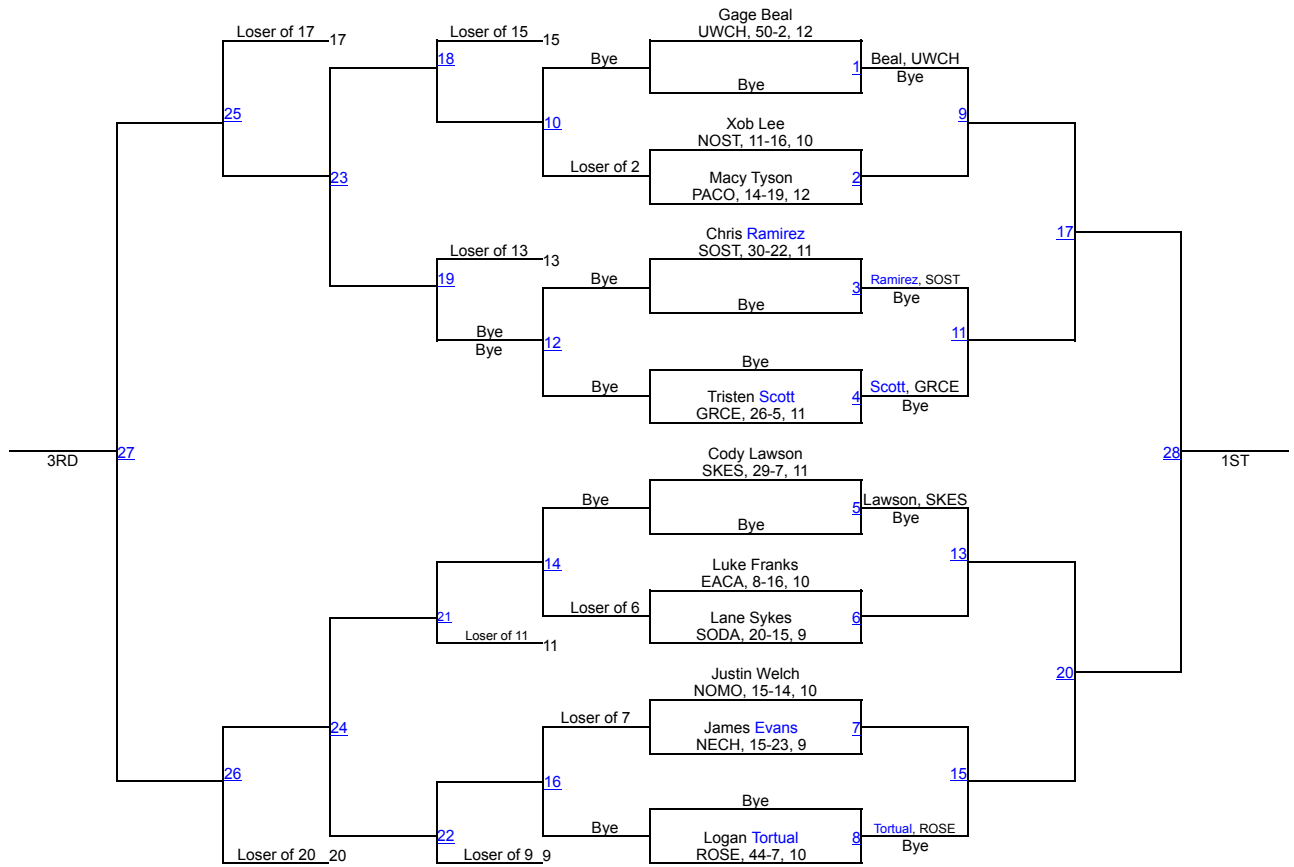 Gage Beal
Loser of 17 17
Loser of 15 15
UWCH, 50-2, 12
18
Bye
1
Beal, UWCH
Bye
Bye
25
10
Xob Lee
9
NOST, 11-16, 10
Loser of 2
23
Macy Tyson
2
PACO, 14-19, 12
Chris Ramirez
17
Loser of 13 13
SOST, 30-22, 11
19
Bye
3
Ramirez, SOST
Bye
Bye
Bye
Bye
12
11
Bye
Bye
Tristen Scott
4
Scott, GRCE
Bye
GRCE, 26-5, 11
27
3RD
Cody Lawson
28
1ST
SKES, 29-7, 11
Bye
5
Lawson, SKES
Bye
Bye
14
Luke Franks
13
EACA, 8-16, 10
Loser of 6
21
Lane Sykes
6
Loser of 11 11
SODA, 20-15, 9
Justin Welch
20
NOMO, 15-14, 10
Loser of 7
24
James Evans
7
NECH, 15-23, 9
26
16
15
Bye
22
Bye
Logan Tortual
8
Tortual, ROSE
Bye
Loser of 20 20
Loser of 9 9
ROSE, 44-7, 10